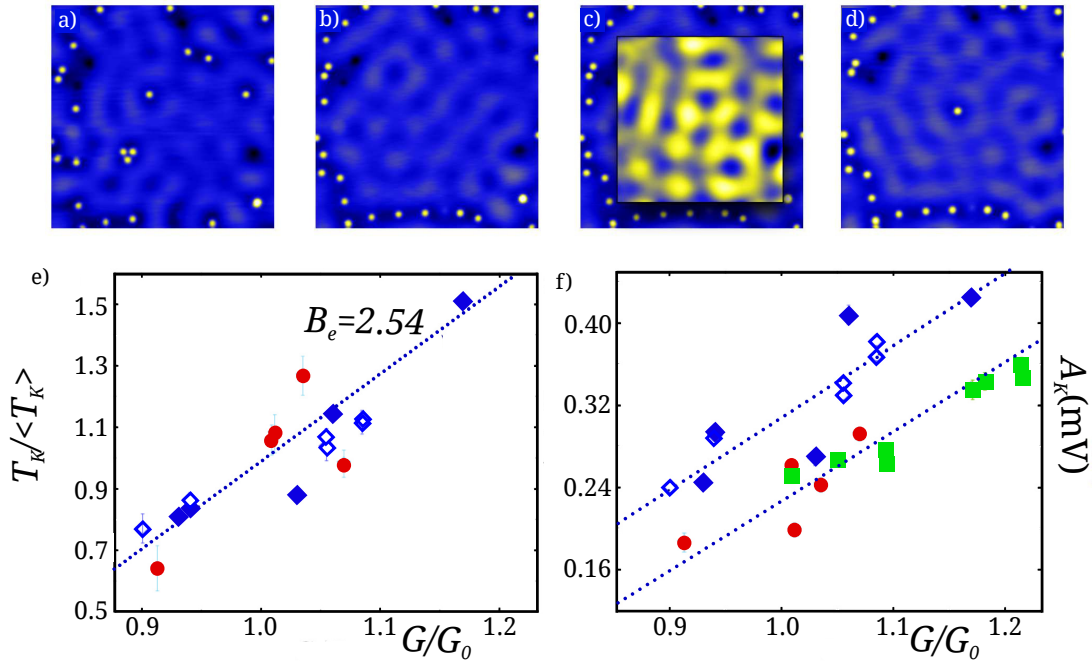 a)
b)
c)
d)
e)
1.5
1.3
1.1
0.9
0.7
0.5
T_K/<T_K>
B_e=2.54
0.9
1.0
1.1
1.2
G/G_0
f)
0.40
0.32
0.24
0.16
A_K(mV)
0.9
1.0
1.1
1.2
G/G_0